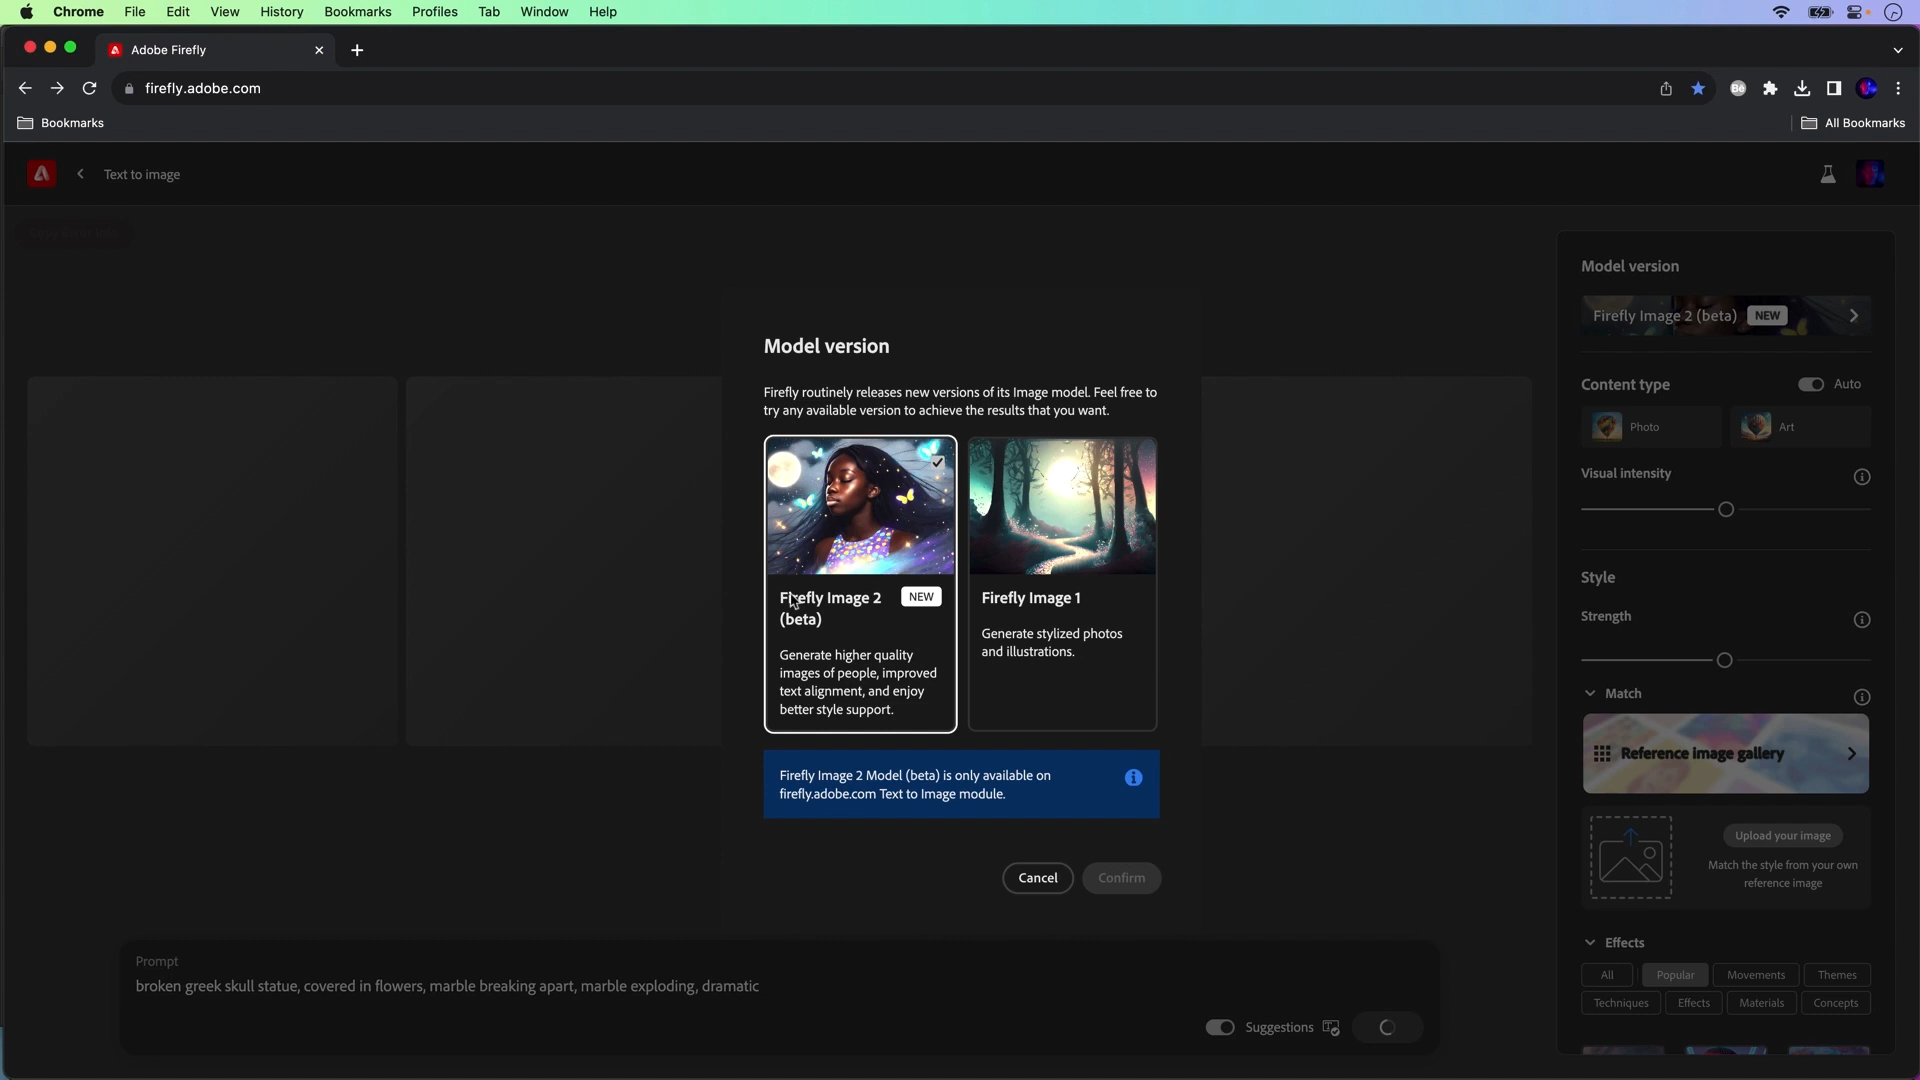 Chrome File Edit View History Bookmarks Profiles Tab Window Help
Adobe Firefly
firefly.adobe.com
Bē
Bookmarks
All Bookmarks
Text to image
Model version
Firefly routinely releases new versions of its Image model. Feel free to
try any available version to achieve the results that you want.
Firefly Image 2
(beta)
NEW
Generate higher quality
images of people, improved
text alignment, and enjoy
better style support.
Firefly Image 1
Generate stylized photos
and illustrations.
Firefly Image 2 Model (beta) is only available on
firefly.adobe.com Text to Image module.
Cancel
Confirm
Prompt
broken greek skull statue, covered in flowers, marble breaking apart, marble exploding, dramatic
Suggestions
Model version
Firefly Image 2 (beta) NEW
Content type
Auto
Photo
Art
Visual intensity
Style
Strength
Match
Reference image gallery
Upload your image
Match the style from your own
reference image
Effects
All Popular Movements Themes
Techniques Effects Materials Concepts